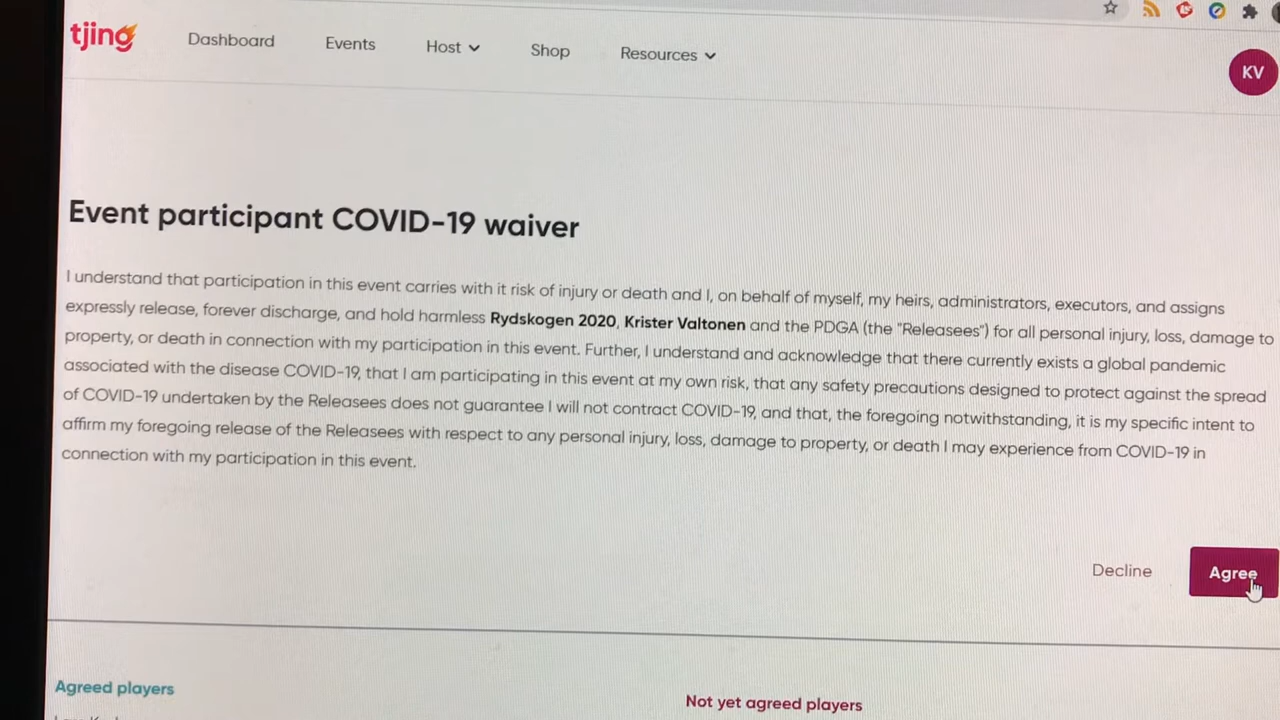 tjing
Dashboard
Events
Host
Shop
Resources
KV
Event participant COVID-19 waiver
I understand that participation in this event carries with it risk of injury or death and I, on behalf of myself, my heirs, administrators, executors, and assigns
expressly release, forever discharge, and hold harmless Rydskogen 2020, Krister Valtonen and the PDGA (the "Releasees") for all personal injury, loss, damage to
property, or death in connection with my participation in this event. Further, I understand and acknowledge that there currently exists a global pandemic
associated with the disease COVID-19, that I am participating in this event at my own risk, that any safety precautions designed to protect against the spread
of COVID-19 undertaken by the Releasees does not guarantee I will not contract COVID-19, and that, the foregoing notwithstanding, it is my specific intent to
affirm my foregoing release of the Releasees with respect to any personal injury, loss, damage to property, or death I may experience from COVID-19 in
connection with my participation in this event.
Decline
Agree
Agreed players
Not yet agreed players